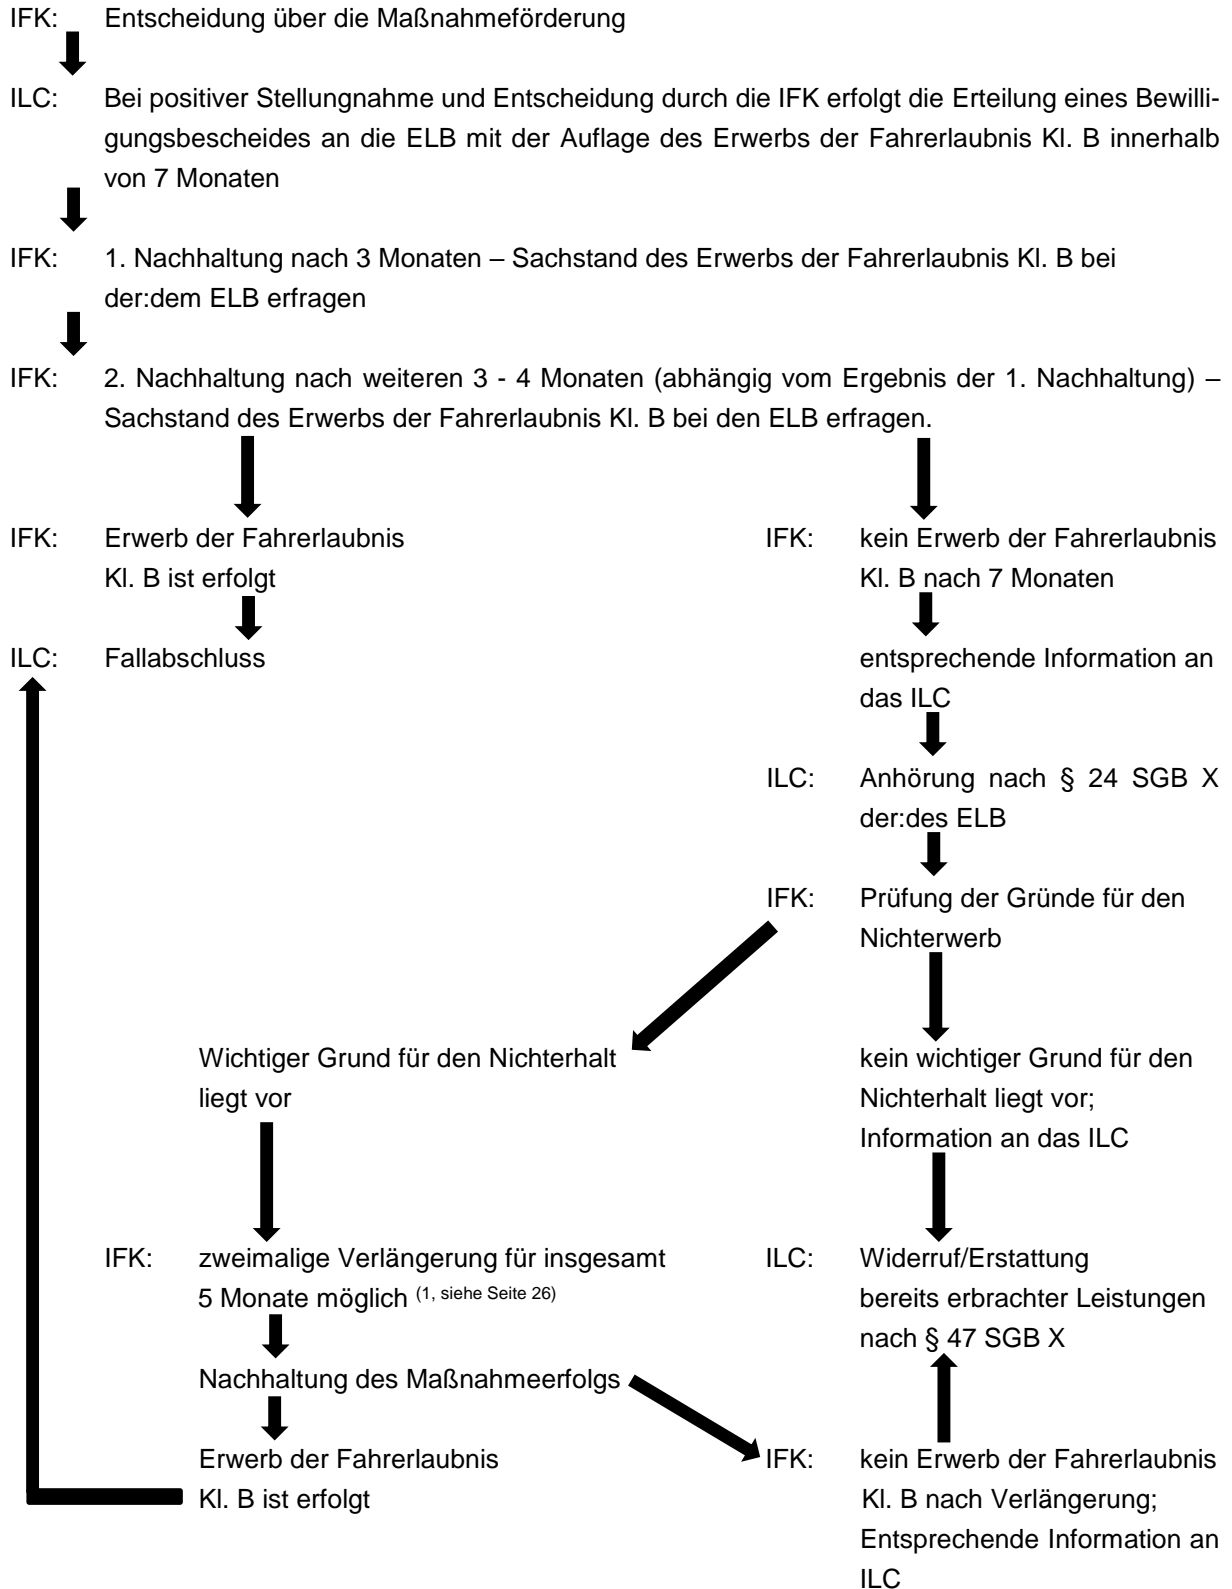 IFK: Entscheidung über die Maßnahmeförderung
ILC: Bei positiver Stellungnahme und Entscheidung durch die IFK erfolgt die Erteilung eines Bewilli-
gungsbescheides an die ELB mit der Auflage des Erwerbs der Fahrerlaubnis Kl. B innerhalb
von 7 Monaten
IFK: 1. Nachhaltung nach 3 Monaten – Sachstand des Erwerbs der Fahrerlaubnis Kl. B bei
der:dem ELB erfragen
IFK: 2. Nachhaltung nach weiteren 3 - 4 Monaten (abhängig vom Ergebnis der 1. Nachhaltung) –
Sachstand des Erwerbs der Fahrerlaubnis Kl. B bei den ELB erfragen.
IFK: Erwerb der Fahrerlaubnis
Kl. B ist erfolgt
IFK: kein Erwerb der Fahrerlaubnis
Kl. B nach 7 Monaten
ILC: Fallabschluss
entsprechende Information an
das ILC
ILC: Anhörung nach § 24 SGB X
der:des ELB
IFK: Prüfung der Gründe für den
Nichterwerb
Wichtiger Grund für den Nichterhalt
liegt vor
kein wichtiger Grund für den
Nichterhalt liegt vor;
Information an das ILC
IFK: zweimalige Verlängerung für insgesamt
5 Monate möglich (1, siehe Seite 26)
ILC: Widerruf/Erstattung
bereits erbrachter Leistungen
nach § 47 SGB X
Nachhaltung des Maßnahmeerfolgs
Erwerb der Fahrerlaubnis
Kl. B ist erfolgt
IFK: kein Erwerb der Fahrerlaubnis
Kl. B nach Verlängerung;
Entsprechende Information an
ILC